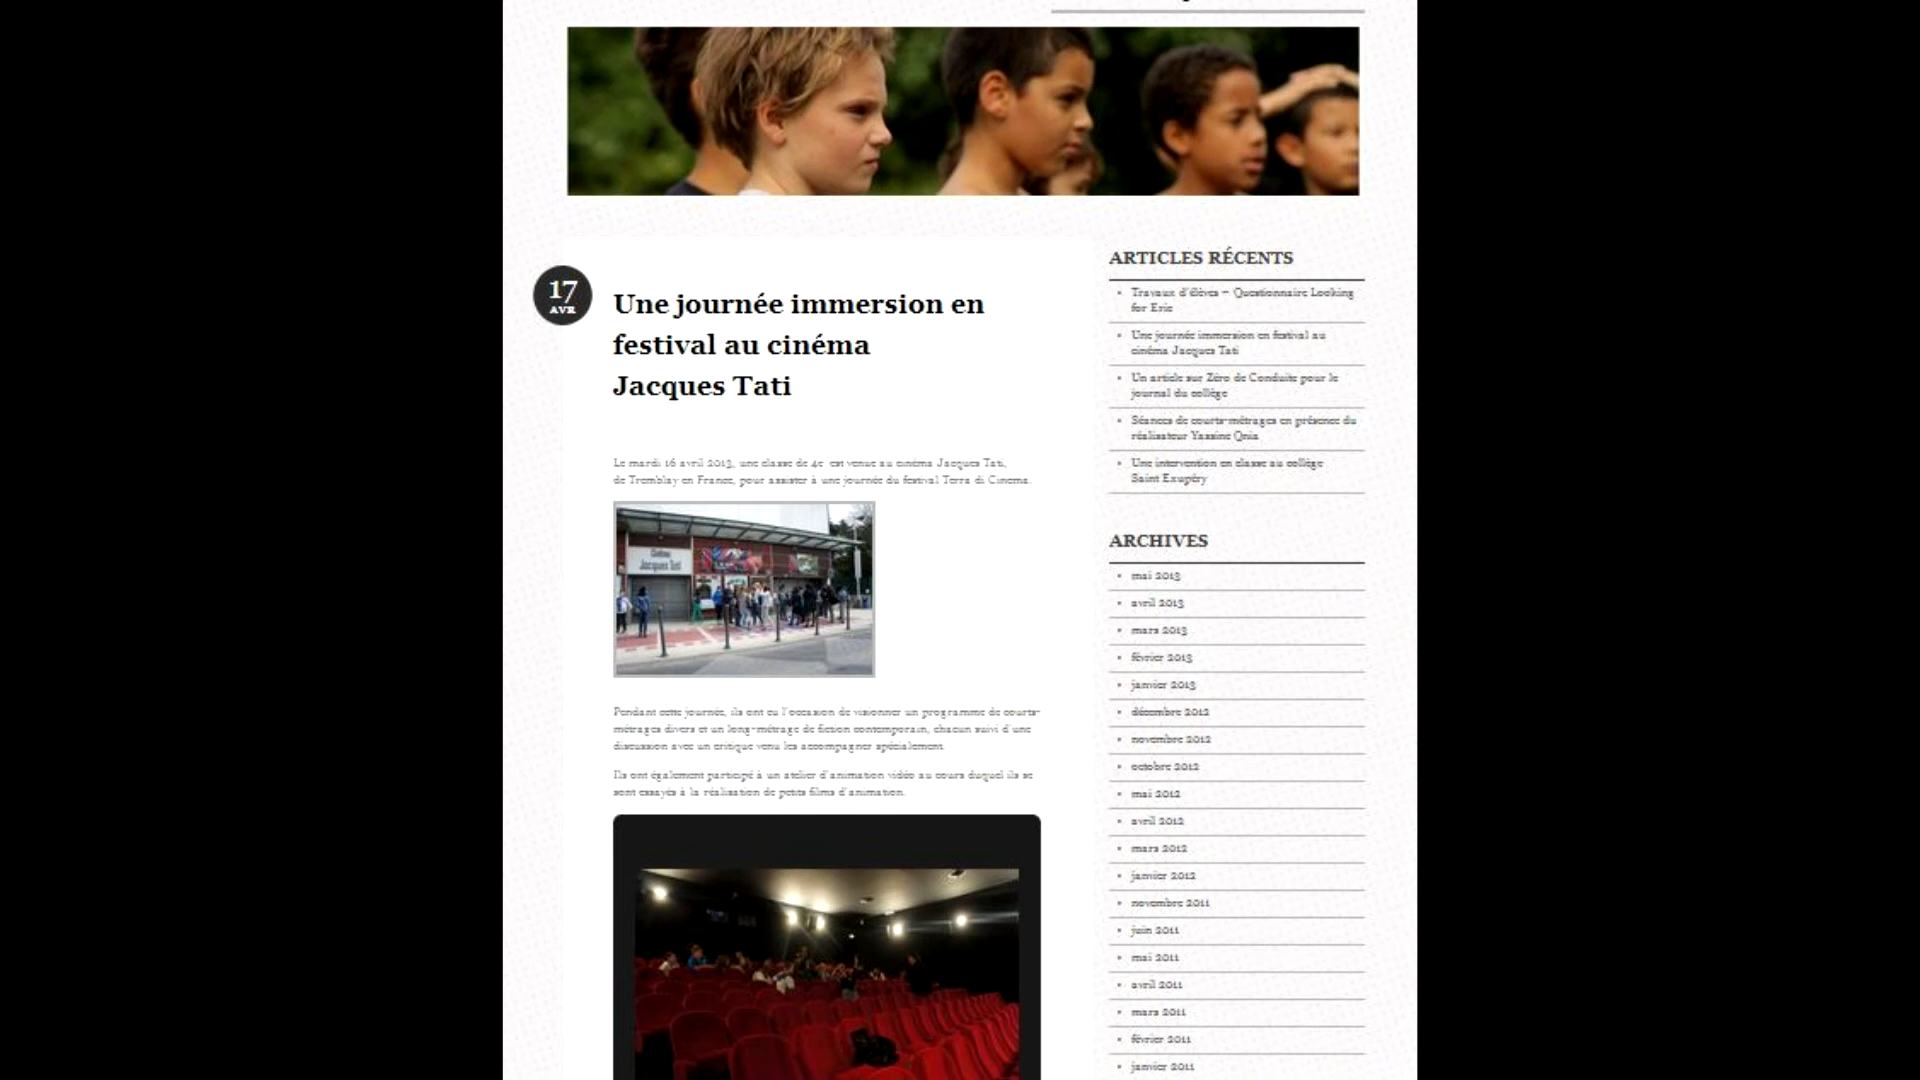 17
AVR
Une journée immersion en
festival au cinéma
Jacques Tati
Le mardi 16 avril 2013, une classe de 4e est venue au cinéma Jacques Tati,
de Tremblay en France, pour assister à une journée du festival Terra di Cinema.
Cinéma
Jacques Tati
Pendant cette journée, ils ont eu l'occasion de visionner un programme de courts-
métrages divers et un long-métrage de fiction contemporain, chacun suivi d'une
discussion avec un critique venu les accompagner spécialement.
Ils ont également participé à un atelier d'animation vidéo au cours duquel ils se
sont essayés à la réalisation de petits films d'animation.
ARTICLES RÉCENTS
Travaux d'élèves – Questionnaire Looking
for Eric
Une journée immersion en festival au
cinéma Jacques Tati
Un article sur Zéro de Conduite pour le
journal du collège
Séances de courts-métrages en présence du
réalisateur Yassine Qnia
Une intervention en classe au collège
Saint Exupéry
ARCHIVES
mai 2013
avril 2013
mars 2013
février 2013
janvier 2013
décembre 2012
novembre 2012
octobre 2012
mai 2012
avril 2012
mars 2012
janvier 2012
novembre 2011
juin 2011
mai 2011
avril 2011
mars 2011
février 2011
janvier 2011